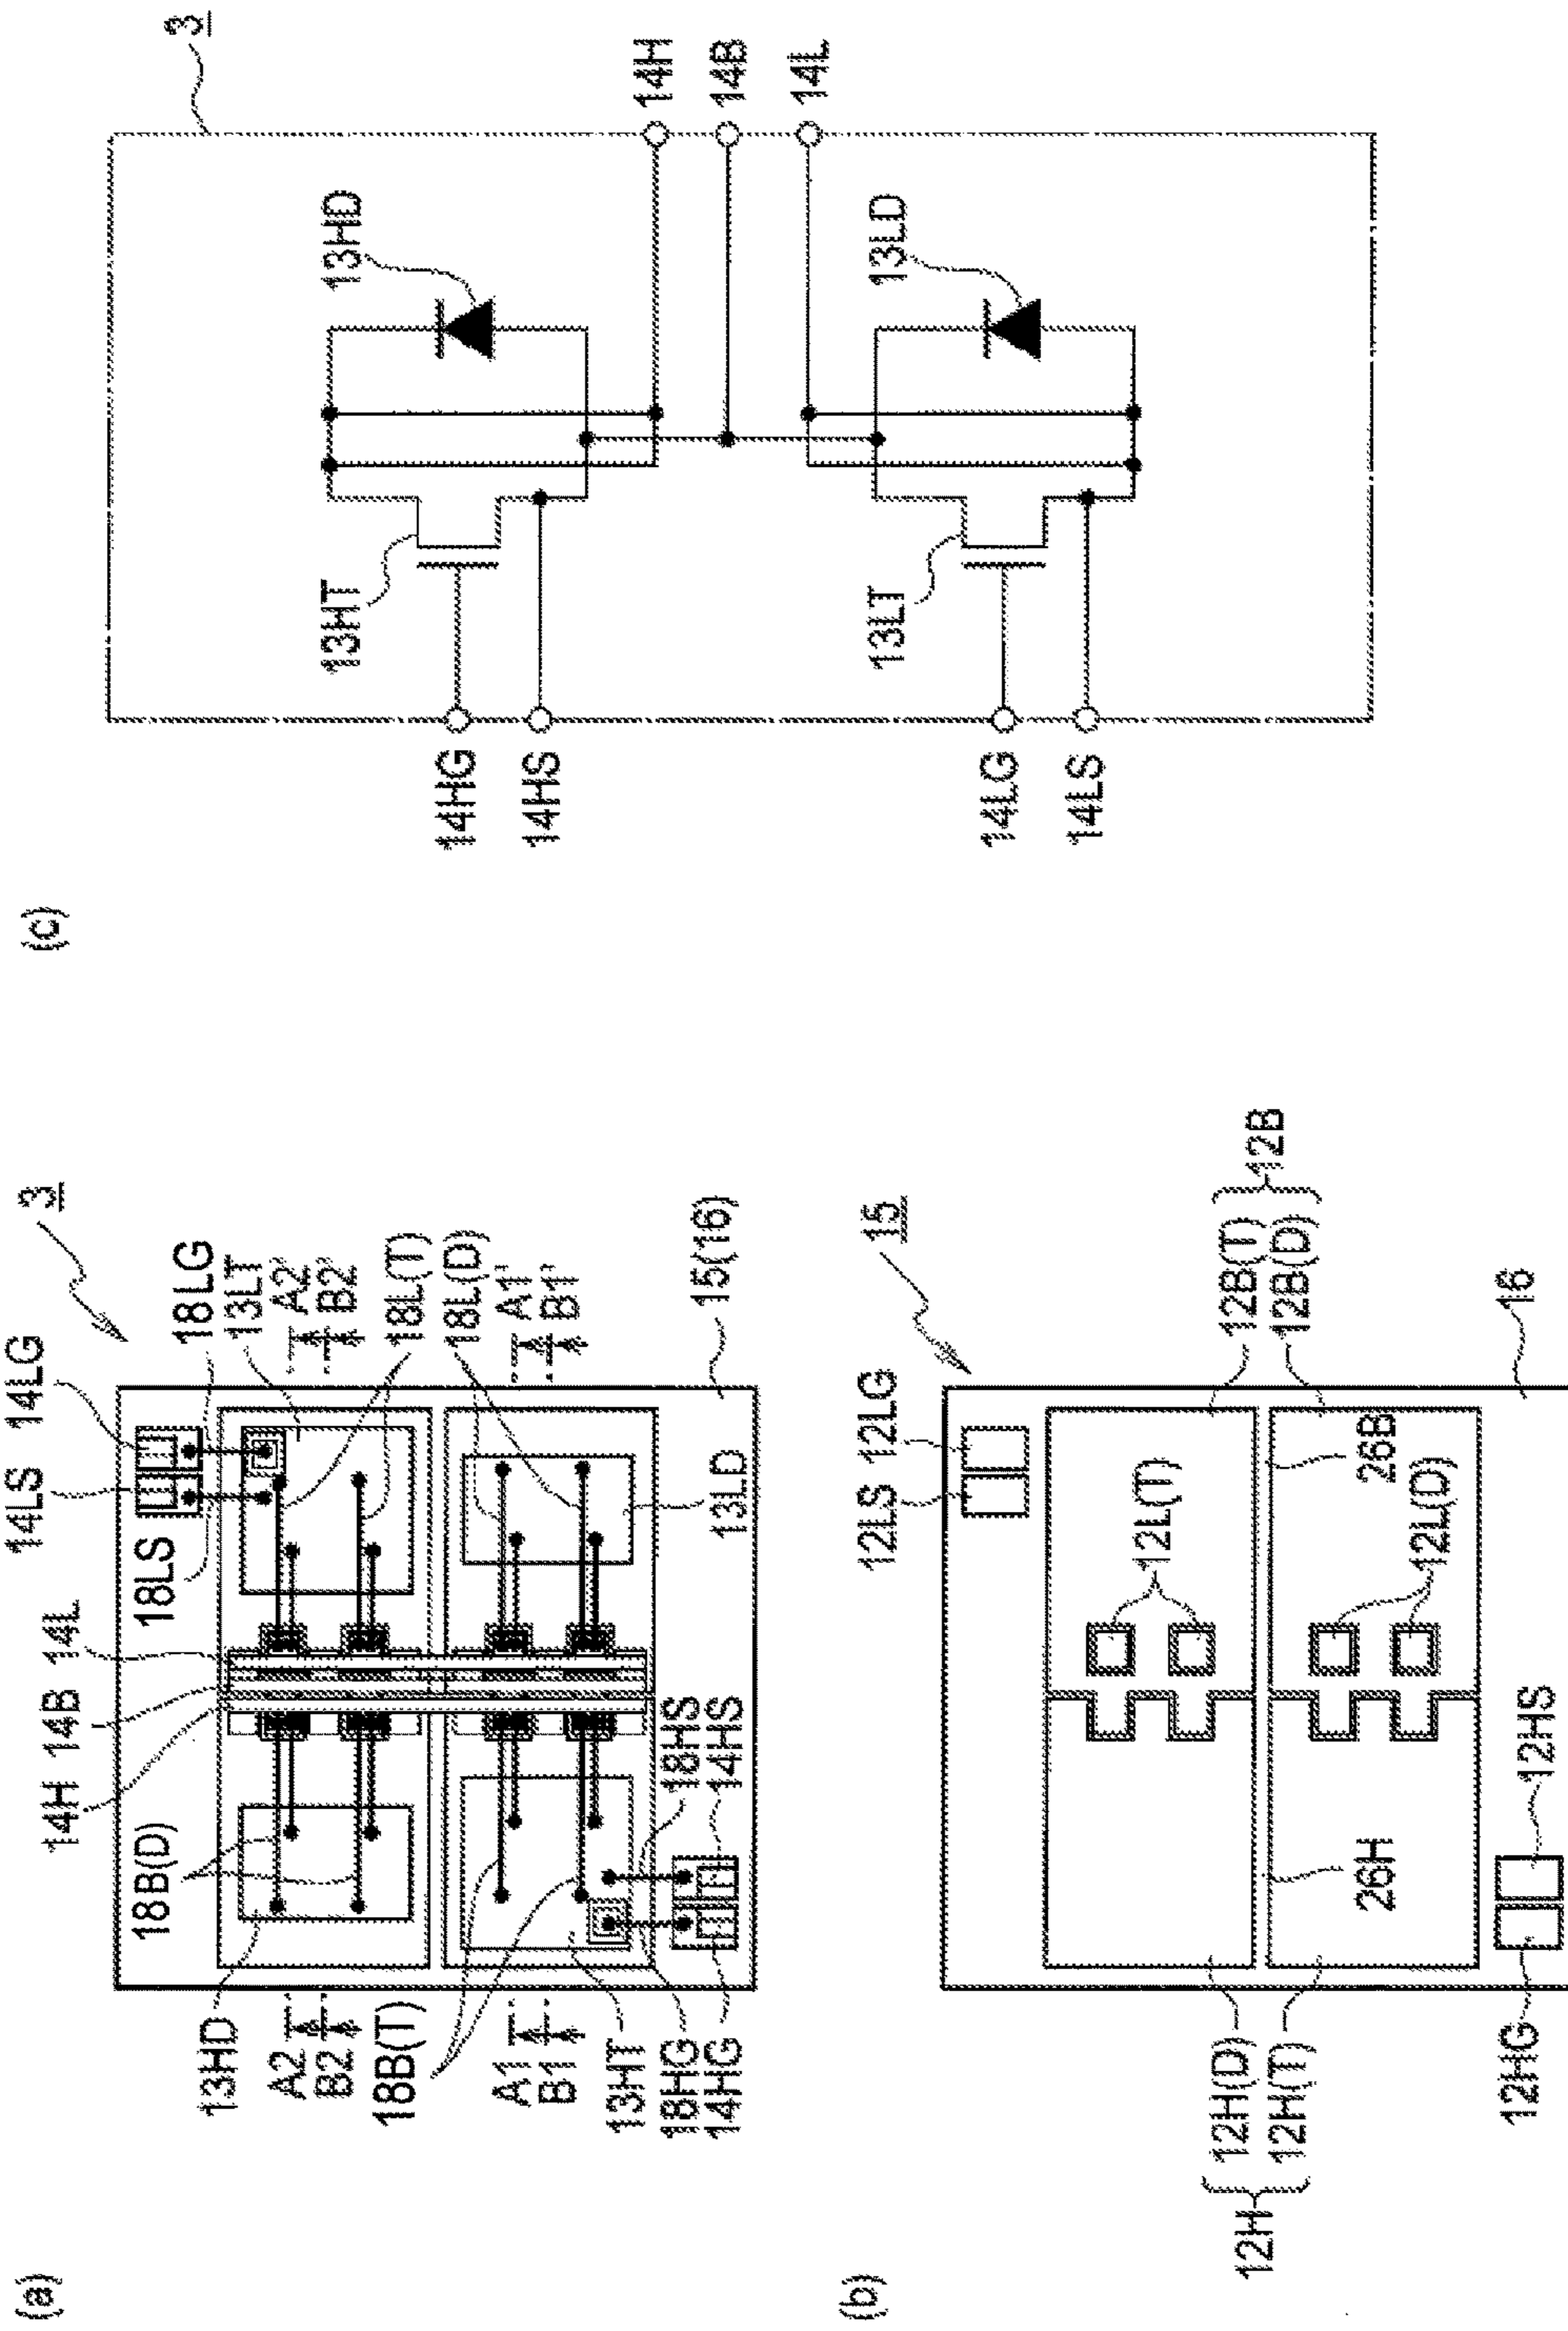 (a)
3
14LS
14LG
18LG
18LS
13LT
A2'
B2'
18L(T)
18L(D)
A1'
B1'
15(16)
14H
14B
14L
18B(D)
13HD
A2
B2
18B(T)
A1
B1
13HT
18HG
14HG
18HS
14HS
13LD
(b)
15
12LS
12LG
12B(T)
12B(D)
12B
12L(T)
12L(D)
26B
26H
16
12H(D)
12H(T)
12H
12HG
12HS
(c)
3
13HD
13HT
14HG
14HS
14H
14B
14L
13LD
13LT
14LG
14LS